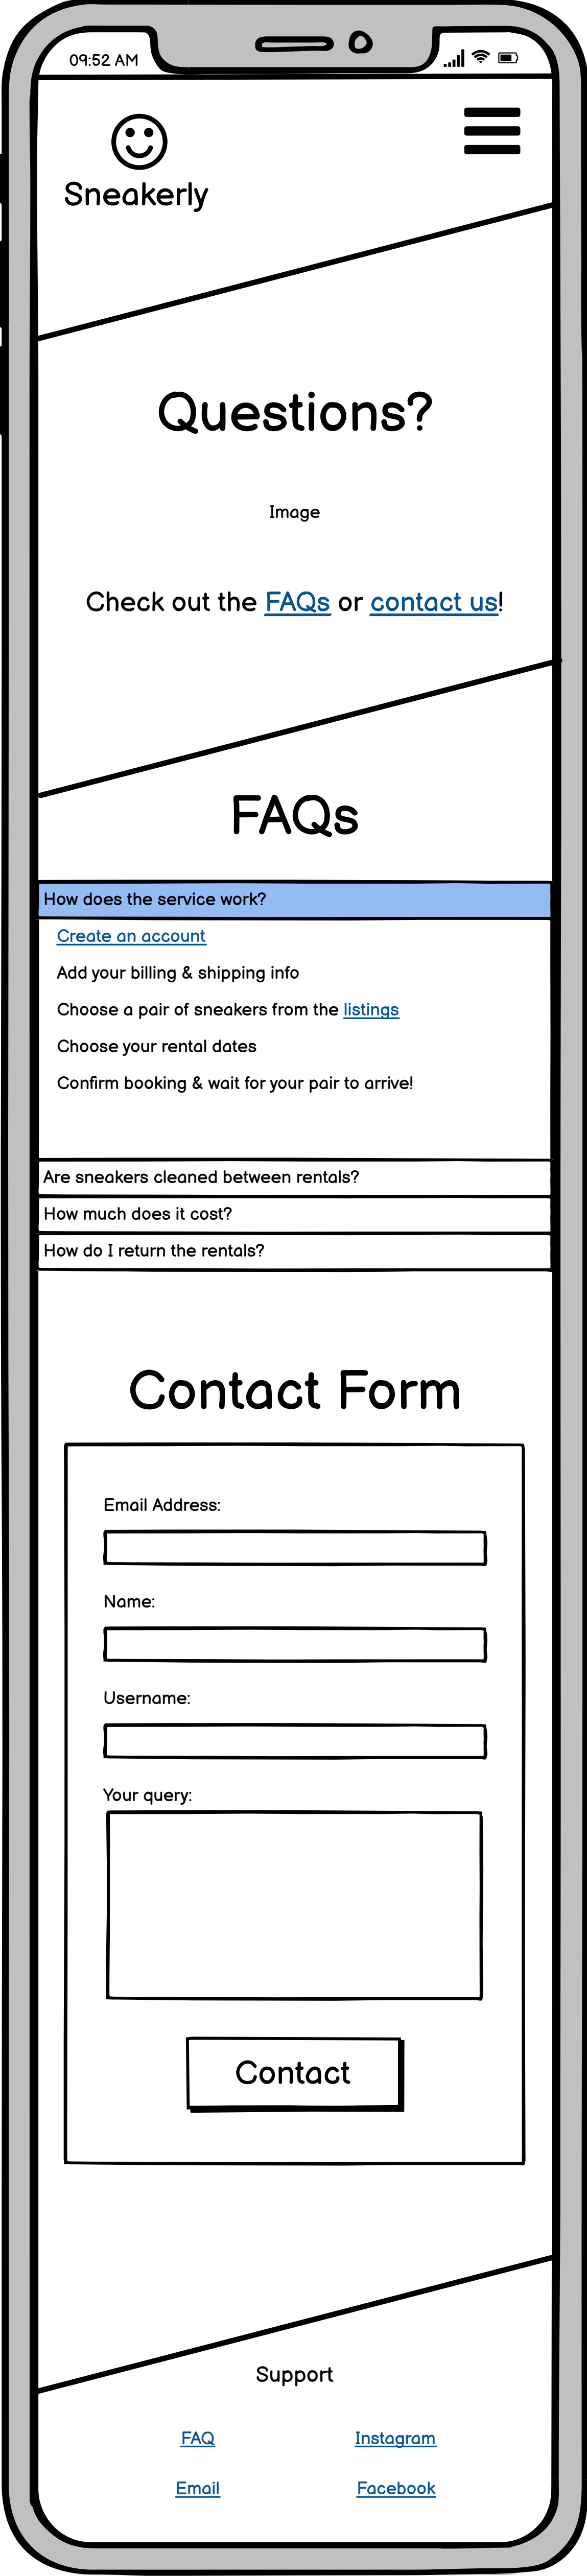 09:52 AM
Sneakerly
Questions?
Image
Check out the FAQs or contact us!
FAQs
How does the service work?
Create an account
Add your billing & shipping info
Choose a pair of sneakers from the listings
Choose your rental dates
Confirm booking & wait for your pair to arrive!
Are sneakers cleaned between rentals?
How much does it cost?
How do I return the rentals?
Contact Form
Email Address:
Name:
Username:
Your query:
Contact
Support
FAQ Instagram
Email Facebook